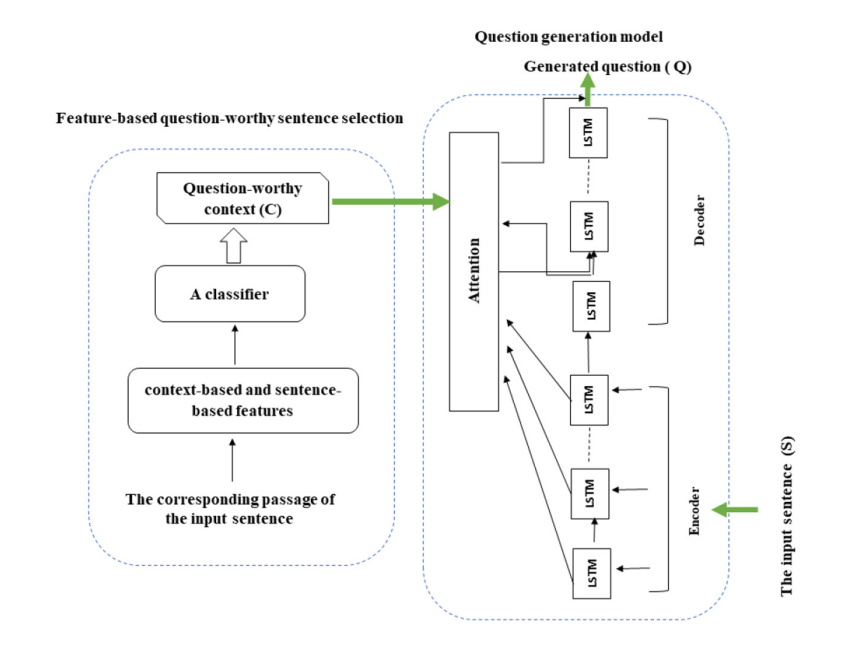 Question generation model
Generated question ( Q)
Feature-based question-worthy sentence selection
Question-worthy
context (C)
A classifier
context-based and sentence-
based features
The corresponding passage of
the input sentence
Attention
LSTM
LSTM
LSTM
LSTM
LSTM
LSTM
Decoder
Encoder
The input sentence (S)